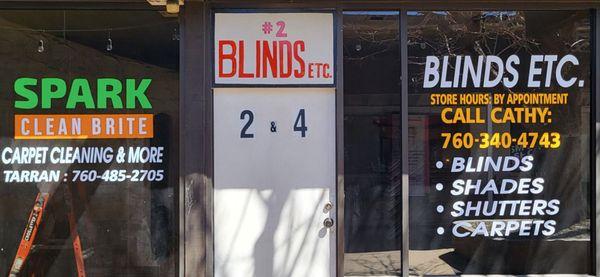 SPARK
CLEAN BRITE
CARPET CLEANING & MORE
TARRAN : 760-485-2705
#2
BLINDS ETC.
2 & 4
BLINDS ETC.
STORE HOURS: BY APPOINTMENT
CALL CATHY:
760-340-4743
• BLINDS
• SHADES
• SHUTTERS
• CARPETS